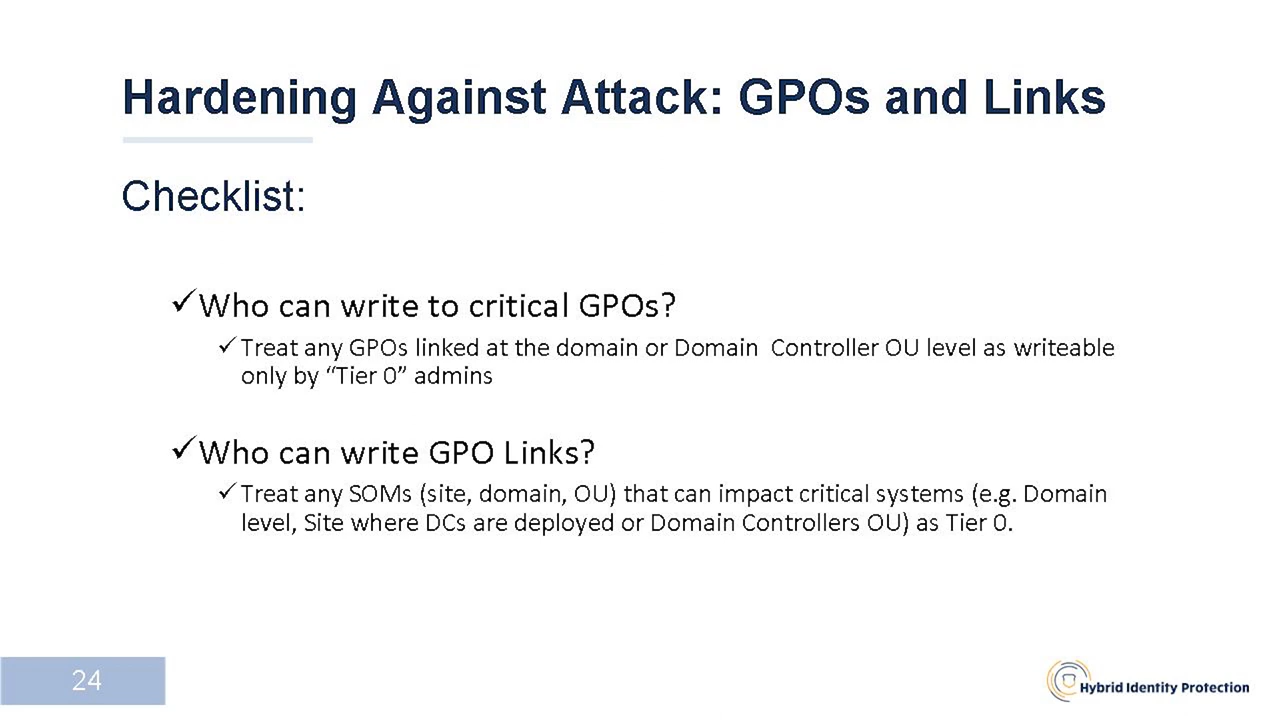 Hardening Against Attack: GPOs and Links
Checklist:
✓Who can write to critical GPOs?
✓Treat any GPOs linked at the domain or Domain  Controller OU level as writeable
only by “Tier 0” admins
✓Who can write GPO Links?
✓Treat any SOMs (site, domain, OU) that can impact critical systems (e.g. Domain
level, Site where DCs are deployed or Domain Controllers OU) as Tier 0.
24
Hybrid Identity Protection